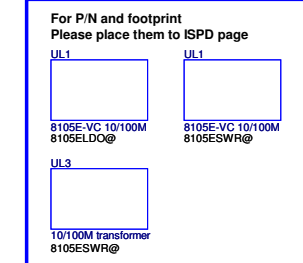 For P/N and footprint
Please place them to ISPD page
UL1 UL1
8105E-VC 10/100M 8105E-VC 10/100M
8105ELDO@ 8105ESWR@
UL3
10/100M transformer
8105ESWR@